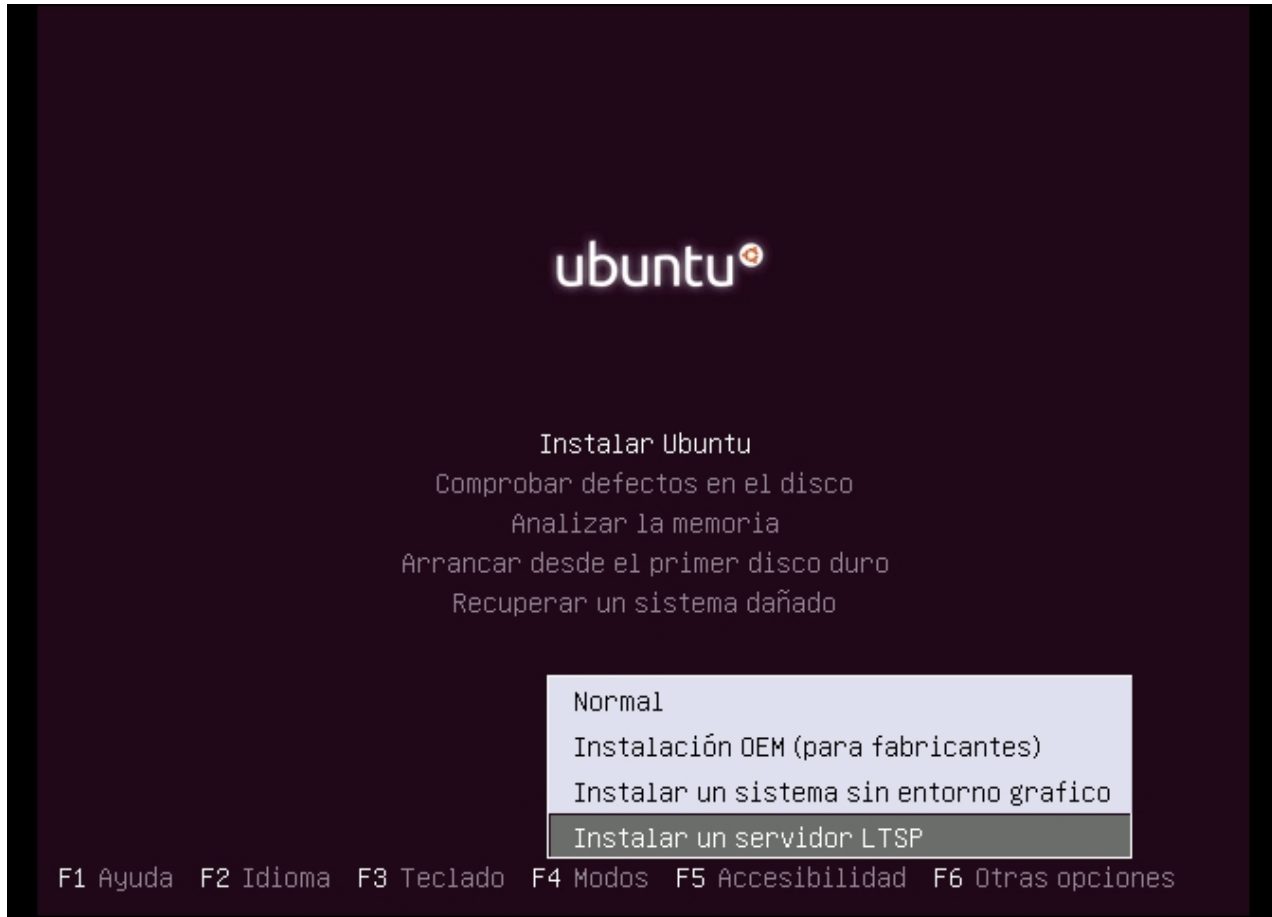 ubuntu
Instalar Ubuntu
Comprobar defectos en el disco
Analizar la memoria
Arrancar desde el primer disco duro
Recuperar un sistema dañado
Normal
Instalación OEM (para fabricantes)
Instalar un sistema sin entorno grafico
Instalar un servidor LTSP
F1 Ayuda F2 Idioma F3 Teclado F4 Modos F5 Accesibilidad F6 Otras opciones